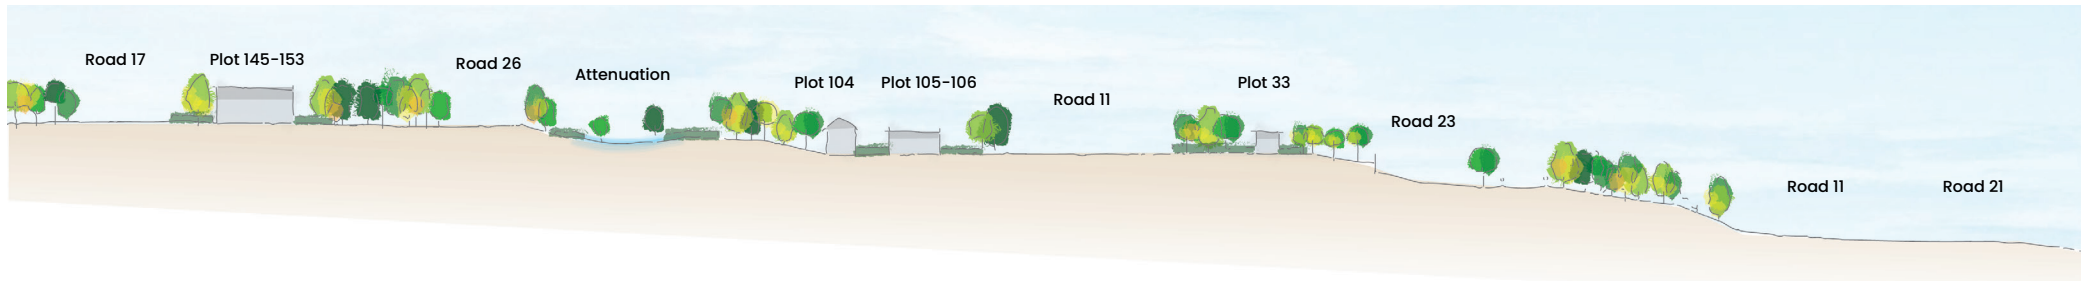 Road 17
Plot 145-153
Road 26
Attenuation
Plot 104
Plot 105-106
Road 11
Plot 33
Road 23
Road 11
Road 21